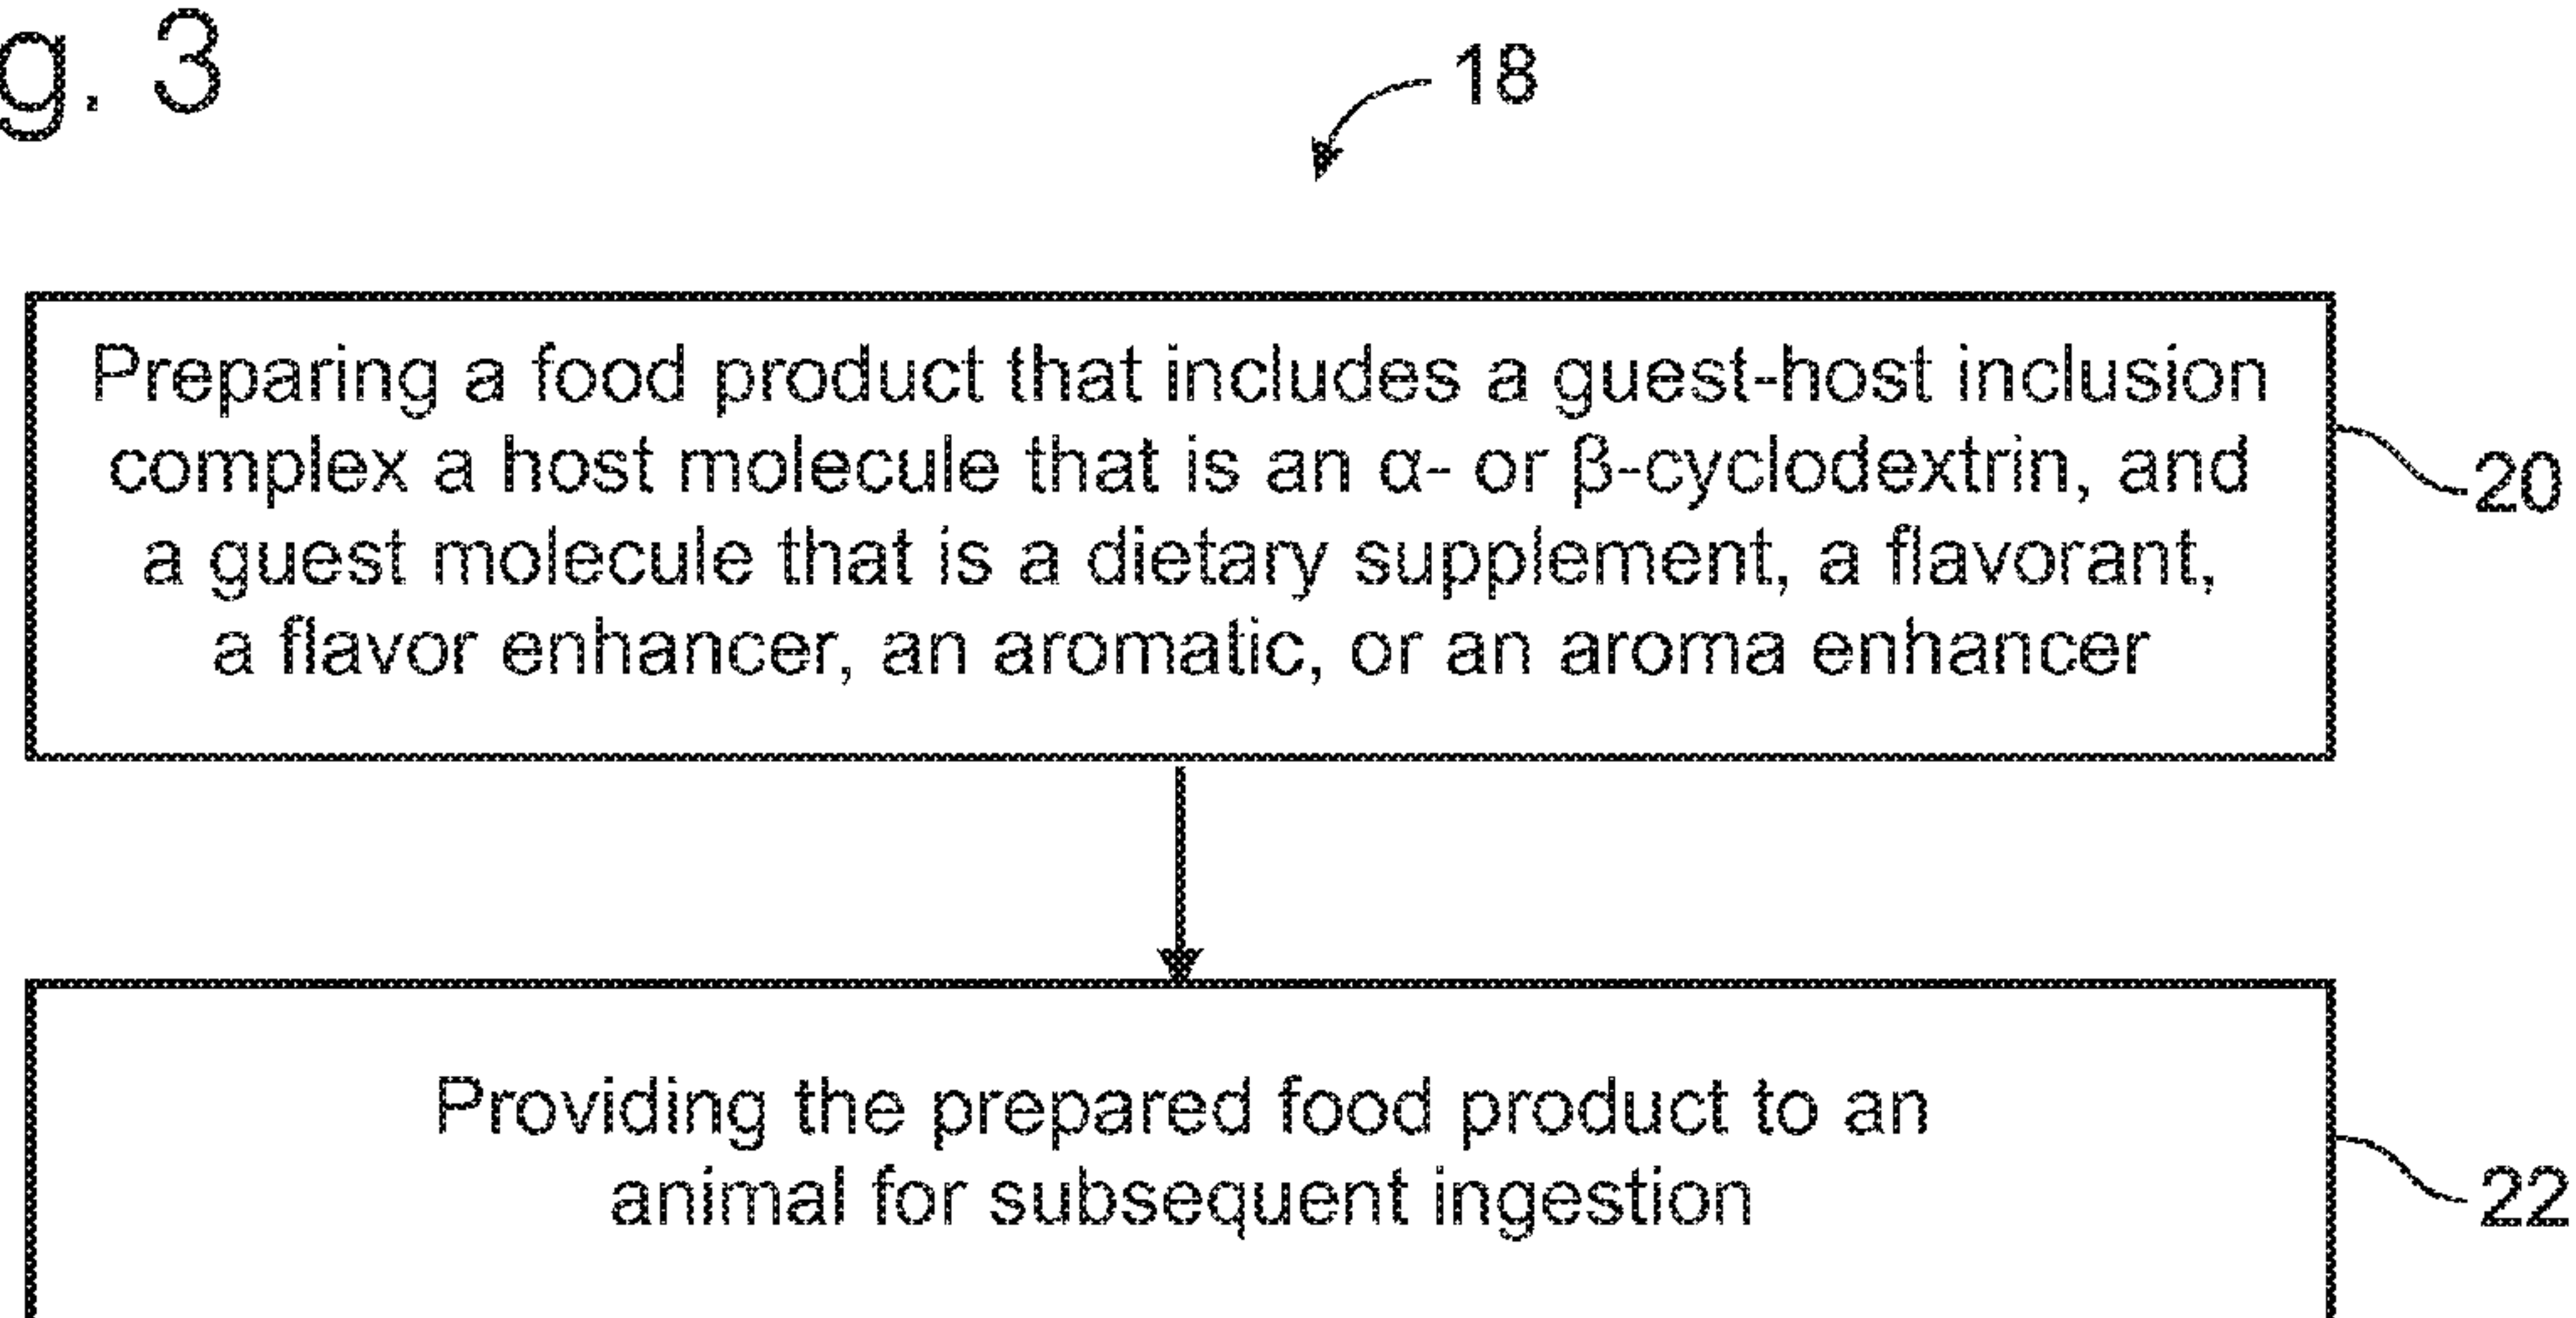 g. 3
18
Preparing a food product that includes a guest-host inclusion
complex a host molecule that is an α- or β-cyclodextrin, and
a guest molecule that is a dietary supplement, a flavorant,
a flavor enhancer, an aromatic, or an aroma enhancer
20
Providing the prepared food product to an
animal for subsequent ingestion
22